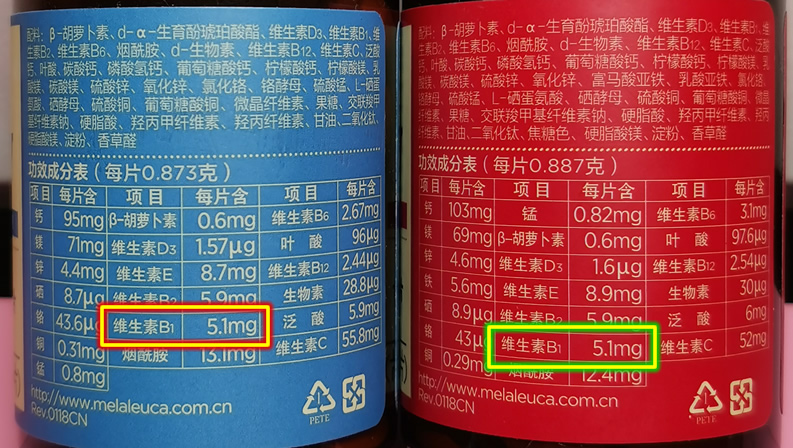 配料：β-胡萝卜素、d-α-生育酚琥珀酸酯、维生素D3、维生素B1、维
生素B2、维生素B6、烟酰胺、d-生物素、维生素B12、维生素C、泛酸
钙、叶酸、碳酸钙、磷酸氢钙、葡萄糖酸钙、柠檬酸钙、柠檬酸镁、乳
酸镁、碳酸镁、硫酸锌、氧化锌、氯化铬、铬酵母、硫酸锰、L-硒蛋
氨酸、硒酵母、硫酸铜、葡萄糖酸铜、微晶纤维素、果糖、交联羧甲
基纤维素钠、硬脂酸、羟丙甲纤维素、羟丙纤维素、甘油、二氧化钛、
硬脂酸镁、淀粉、香草醛
功效成分表（每片0.873克）
项目 每片含 项目 每片含 项目 每片含
钙 95mg β-胡萝卜素 0.6mg 维生素B6 2.67mg
镁 71mg 维生素D3 1.57μg 叶酸 96μg
锌 4.4mg 维生素E 8.7mg 维生素B12 2.44μg
硒 8.7μg 维生素B2 5.9mg 生物素 28.8μg
铬 43.6μg 维生素B1 5.1mg 泛酸 5.9mg
铜 0.31mg 烟酰胺 13.1mg 维生素C 55.8mg
锰 0.8mg
http://www.melaleuca.com.cn
Rev.0118CN
PETE
配料：β-胡萝卜素、d-α-生育酚琥珀酸酯、维生素D3、维生素B1、维生
素B2、维生素B6、烟酰胺、d-生物素、维生素B12、维生素C、泛酸
钙、叶酸、碳酸钙、磷酸氢钙、葡萄糖酸钙、柠檬酸钙、柠檬酸镁、乳
酸镁、碳酸镁、硫酸锌、氧化锌、富马酸亚铁、乳酸亚铁、氯化铬、
铬酵母、硫酸锰、L-硒蛋氨酸、硒酵母、硫酸铜、葡萄糖酸铜、微晶
纤维素、果糖、交联羧甲基纤维素钠、硬脂酸、羟丙甲纤维素、羟丙纤
维素、甘油、二氧化钛、焦糖色、硬脂酸镁、淀粉、香草醛
功效成分表（每片0.887克）
项目 每片含 项目 每片含 项目 每片含
钙 103mg 锰 0.82mg 维生素B6 3.1mg
镁 69mg β-胡萝卜素 0.6mg 叶酸 97.6μg
锌 4.6mg 维生素D3 1.6μg 维生素B12 2.54μg
铁 5.6mg 维生素E 8.9mg 生物素 30μg
硒 8.9μg 维生素B2 5.9mg 泛酸 6mg
铬 43μg 维生素B1 5.1mg 维生素C 52mg
铜 0.29mg 烟酰胺 12.4mg
http://www.melaleuca.com.cn
Rev.0118CN
PETE